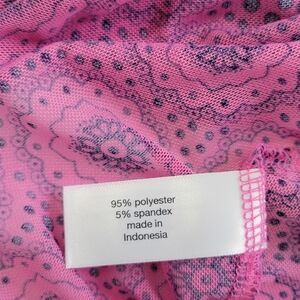 95% polyester
5% spandex
made in
Indonesia